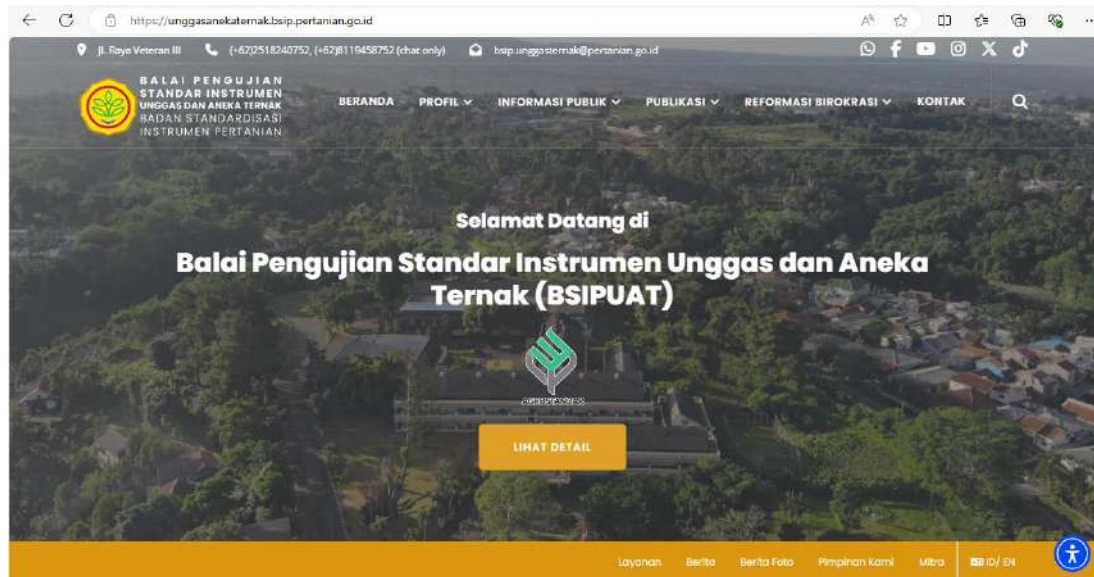 https://unggasanekaternak.bsip.pertanian.go.id
Jl. Raya Veteran III (+62)2518240752, (+62)8119458752 (chat only) bsip.unggasternak@pertanian.go.id
BALAI PENGUJIAN
STANDAR INSTRUMEN
UNGGAS DAN ANEKA TERNAK
BADAN STANDARDISASI
INSTRUMEN PERTANIAN
BERANDA PROFIL INFORMASI PUBLIK PUBLIKASI REFORMASI BIROKRASI KONTAK
Selamat Datang di
Balai Pengujian Standar Instrumen Unggas dan Aneka
Ternak (BSIPUAT)
AGROSTANDAR
LIHAT DETAIL
Layanan Berita Berita Foto Pimpinan Kami Mitra ID/ EN